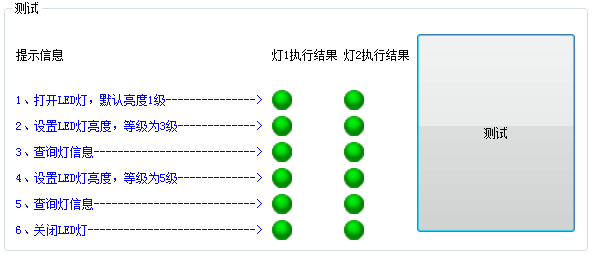 测试
提示信息 灯1执行结果 灯2执行结果
1、打开LED灯，默认亮度1级--------------->
2、设置LED灯亮度，等级为3级------------->
3、查询灯信息--------------------------->
4、设置LED灯亮度，等级为5级------------->
5、查询灯信息--------------------------->
6、关闭LED灯---------------------------->
测试